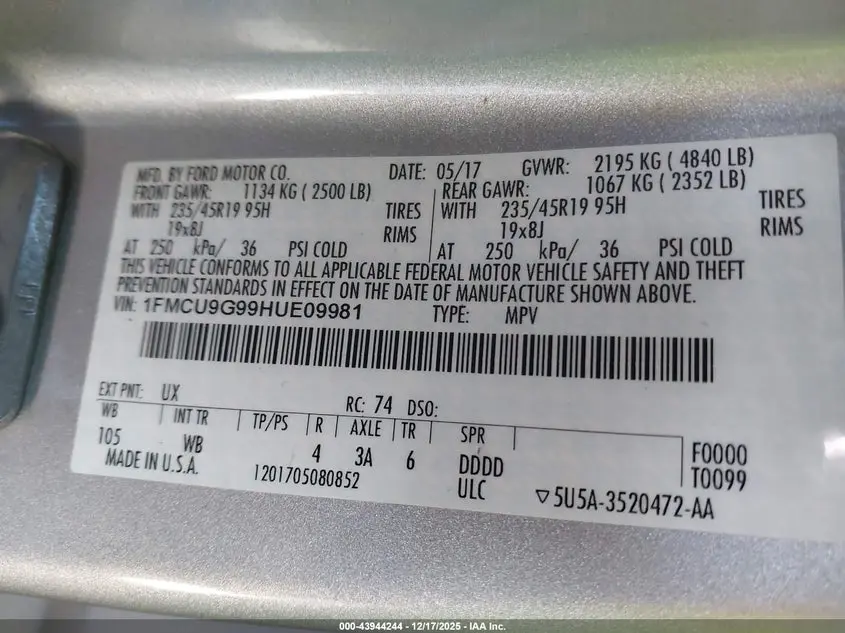 MFD. BY FORD MOTOR CO. DATE: 05/17 GVWR: 2195 KG ( 4840 LB)
FRONT GAWR: 1134 KG ( 2500 LB) REAR GAWR: 1067 KG ( 2352 LB)
WITH 235/45R19 95H TIRES WITH 235/45R19 95H TIRES
19x8J RIMS 19x8J RIMS
AT 250 kPa/ 36 PSI COLD AT 250 kPa/ 36 PSI COLD
THIS VEHICLE CONFORMS TO ALL APPLICABLE FEDERAL MOTOR VEHICLE SAFETY AND THEFT
PREVENTION STANDARDS IN EFFECT ON THE DATE OF MANUFACTURE SHOWN ABOVE.
VIN: 1FMCU9G99HUE09981 TYPE: MPV
EXT PNT: UX RC: 74 DSO:
WB INT TR TP/PS R AXLE TR SPR
105 WB 4 3A 6 DDDD F0000
MADE IN U.S.A. 1201705080852 ULC T0099
▽5U5A-3520472-AA
000-43944244 - 12/17/2025 - IAA Inc.